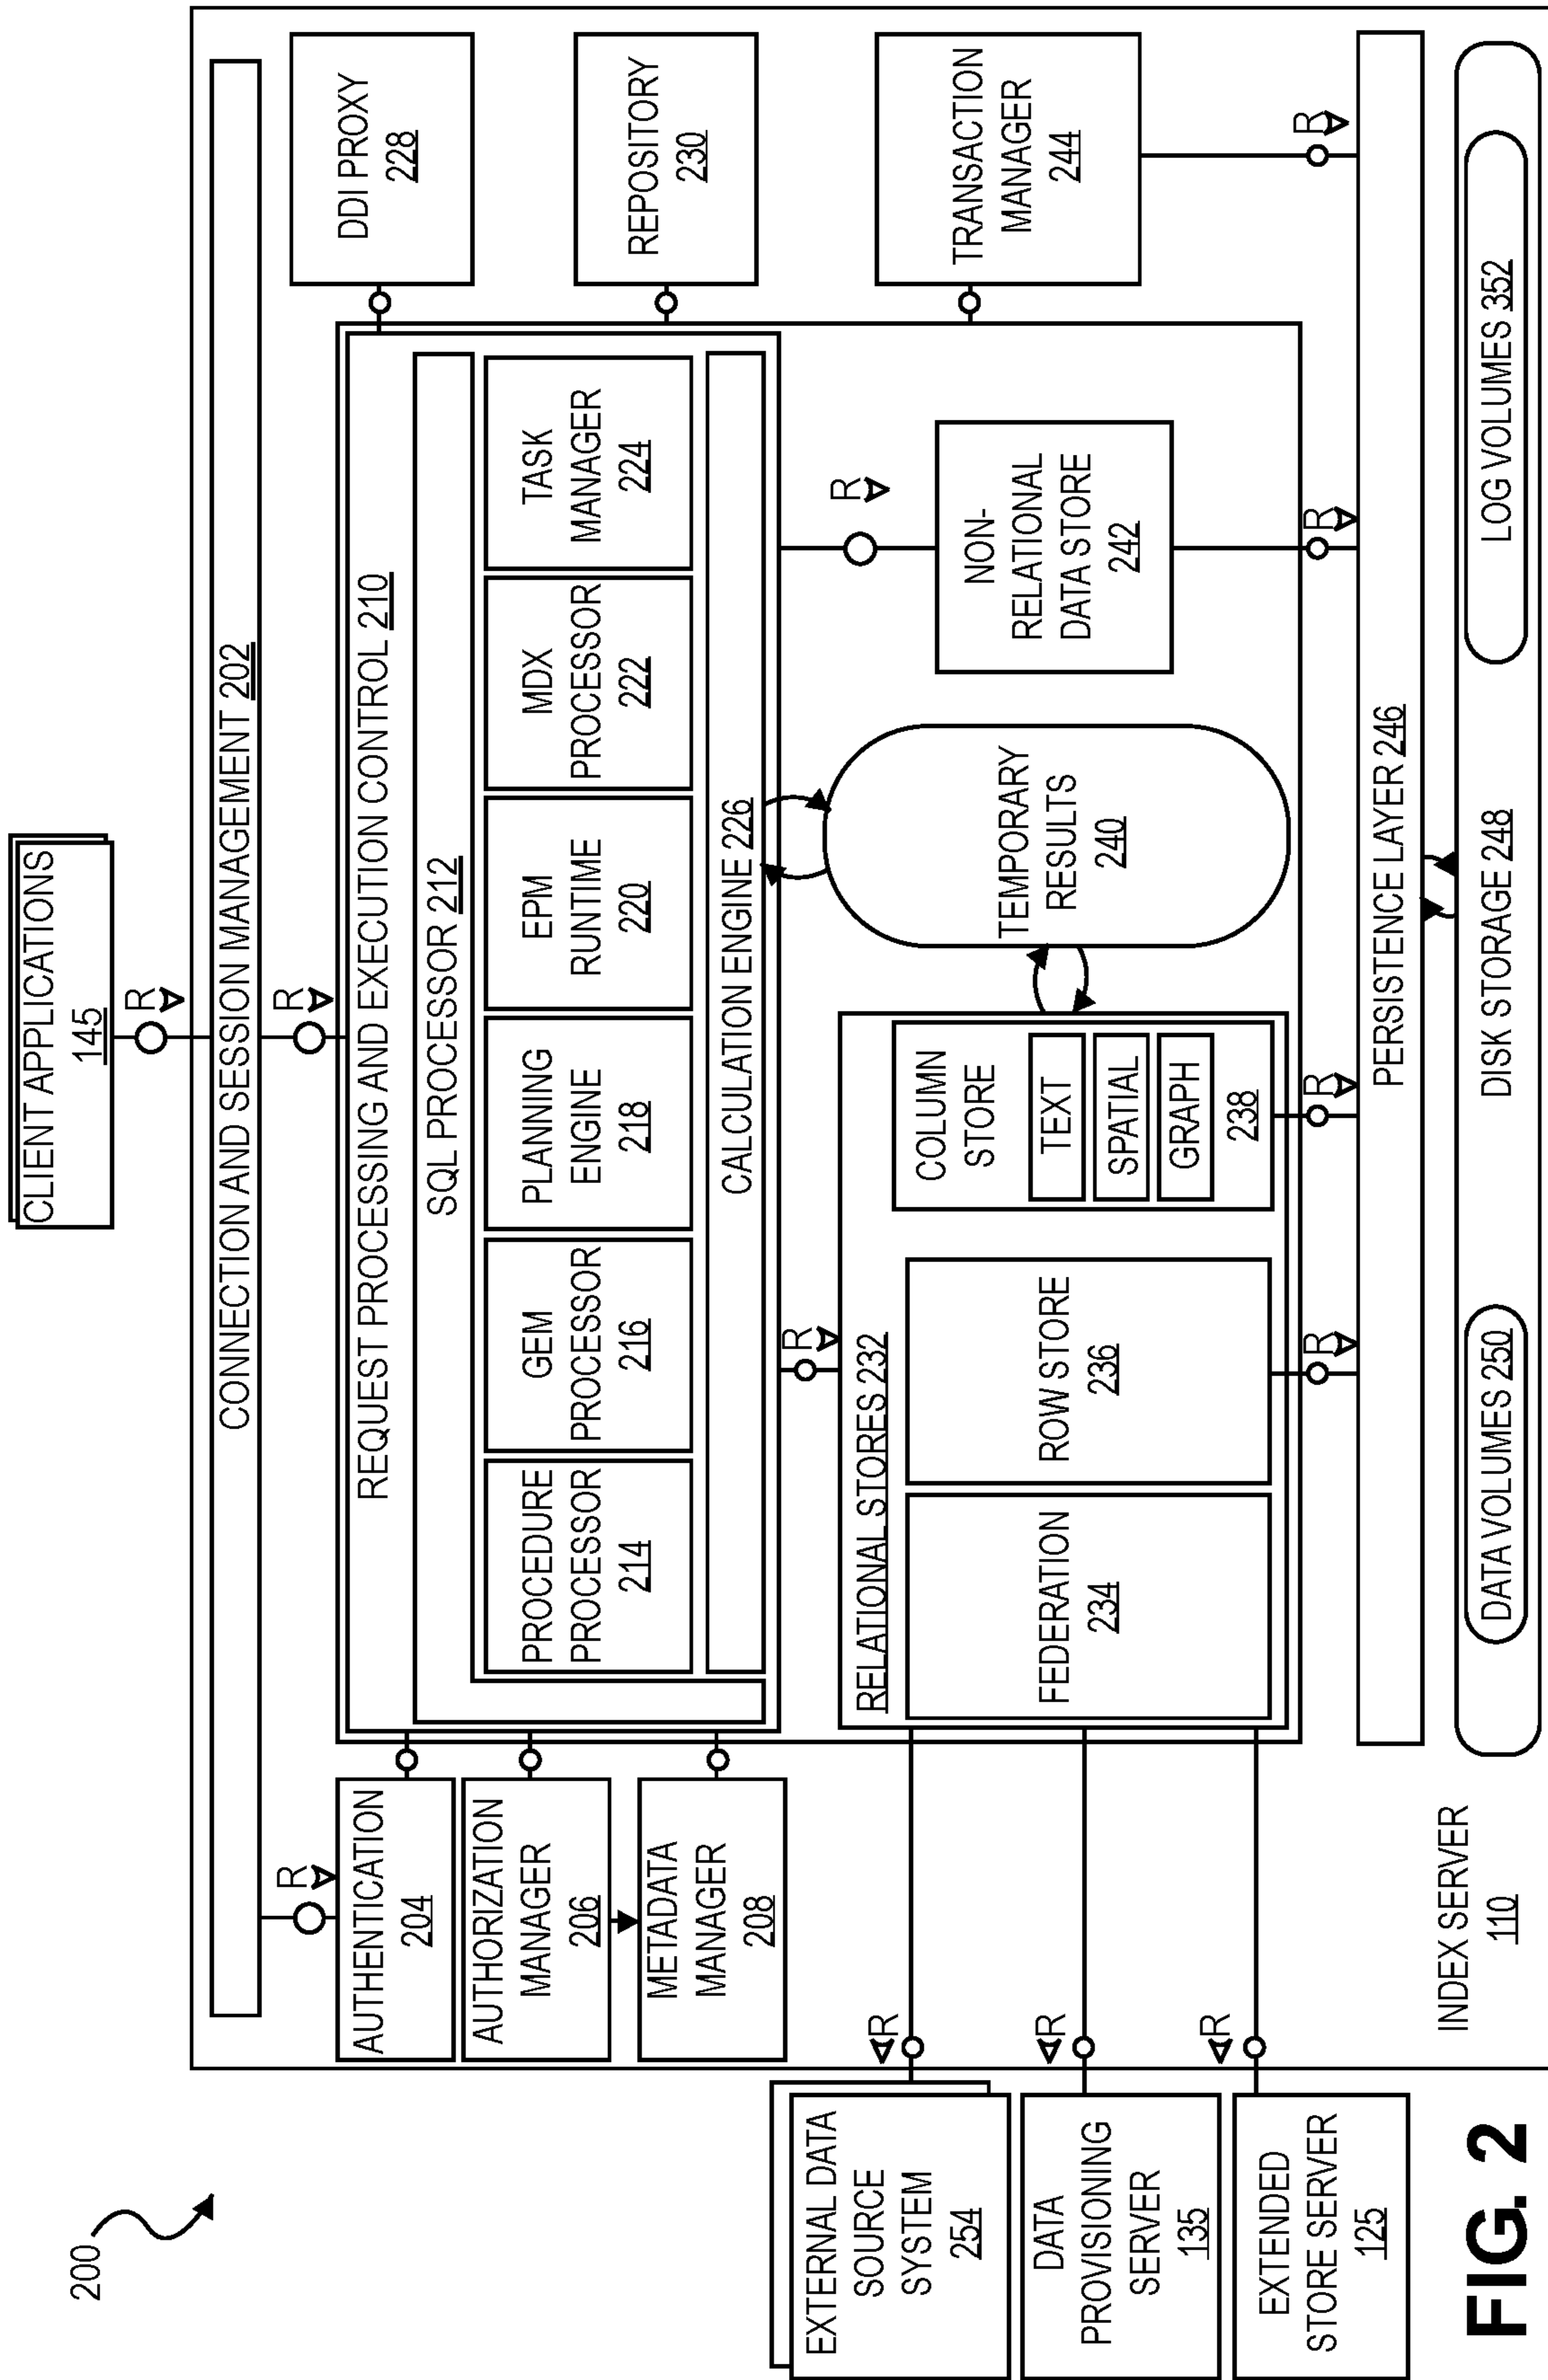 200
CLIENT APPLICATIONS
145
R
CONNECTION AND SESSION MANAGEMENT 202
R
R
AUTHENTICATION
204
AUTHORIZATION
MANAGER
206
METADATA
MANAGER
208
REQUEST PROCESSING AND EXECUTION CONTROL 210
SQL PROCESSOR 212
PROCEDURE
PROCESSOR
214
GEM
PROCESSOR
216
PLANNING
ENGINE
218
EPM
RUNTIME
220
MDX
PROCESSOR
222
TASK
MANAGER
224
CALCULATION ENGINE 226
DDI PROXY
228
REPOSITORY
230
TRANSACTION
MANAGER
244
R
R
RELATIONAL STORES 232
FEDERATION
234
ROW STORE
236
COLUMN
STORE
TEXT
SPATIAL
GRAPH
238
TEMPORARY
RESULTS
240
NON-
RELATIONAL
DATA STORE
242
EXTERNAL DATA
SOURCE
SYSTEM
254
R
DATA
PROVISIONING
SERVER
135
R
EXTENDED
STORE SERVER
125
R
R
R
R
R
PERSISTENCE LAYER 246
DATA VOLUMES 250
DISK STORAGE 248
LOG VOLUMES 352
INDEX SERVER
110
FIG. 2